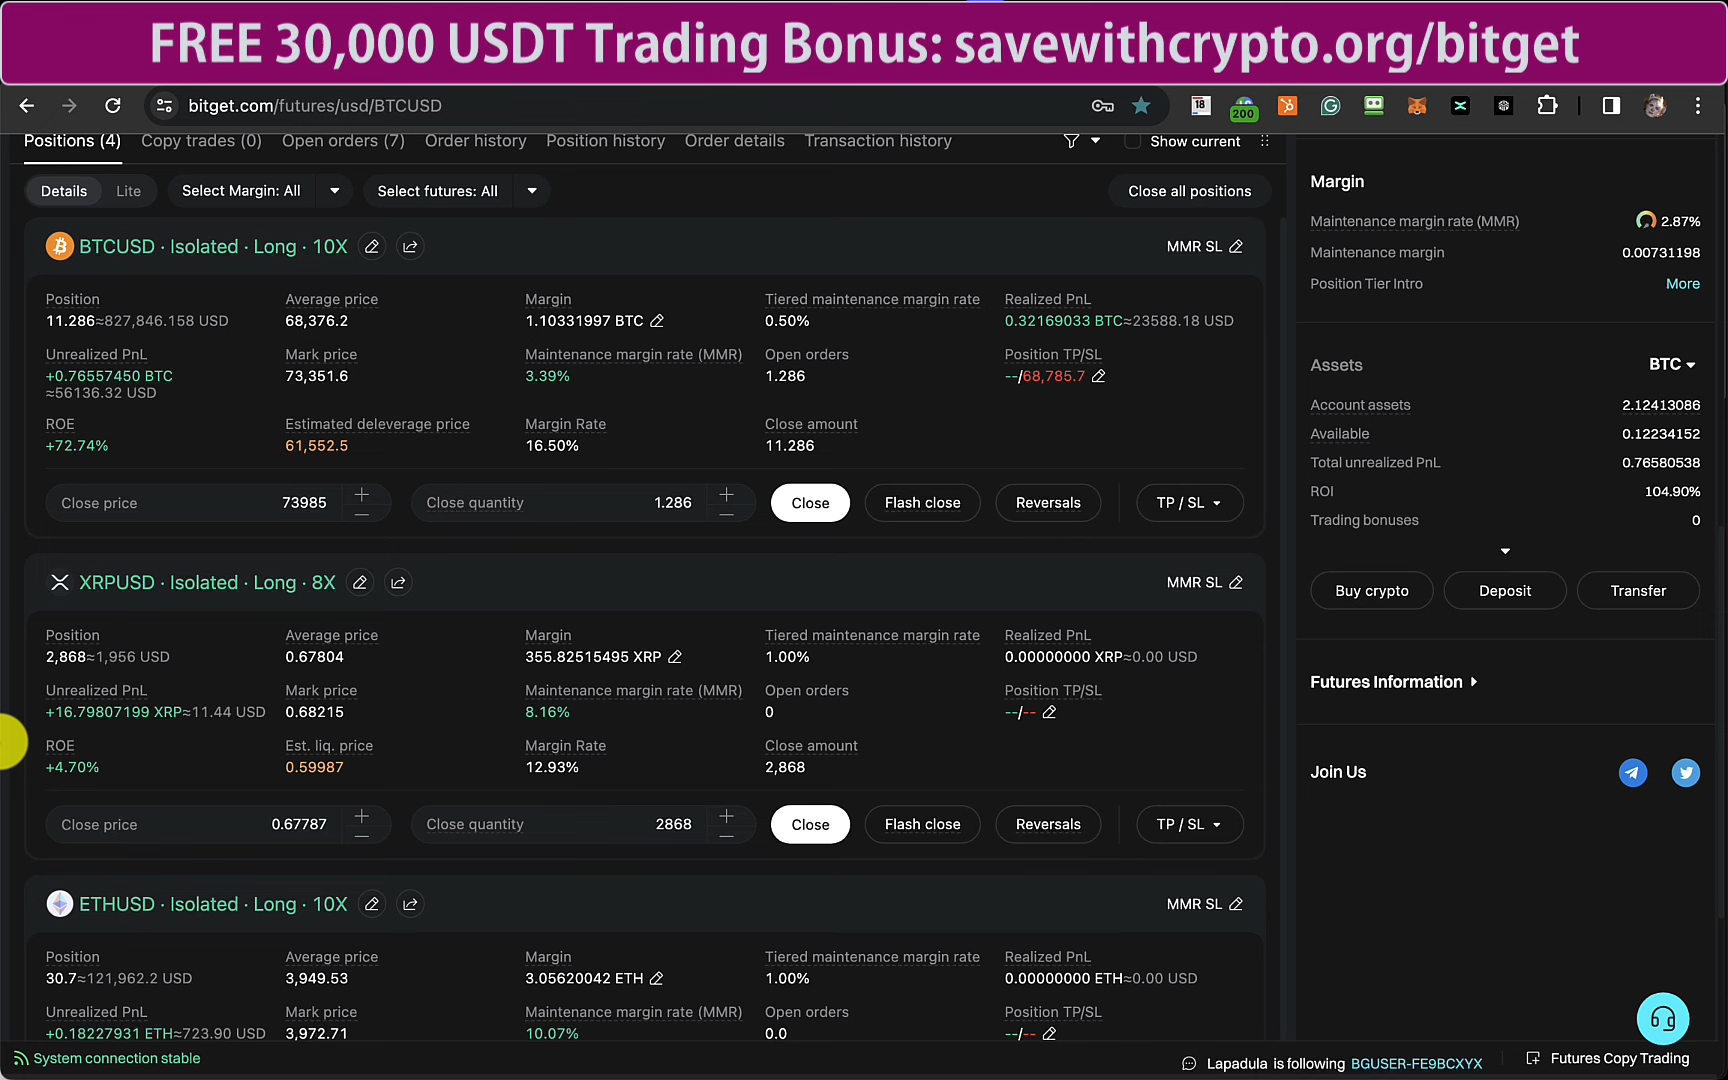 FREE 30,000 USDT Trading Bonus: savewithcrypto.org/bitget
bitget.com/futures/usd/BTCUSD
18
200
Positions (4) Copy trades (0) Open orders (7) Order history Position history Order details Transaction history Show current
Details Lite Select Margin: All Select futures: All Close all positions
BTCUSD · Isolated · Long · 10X MMR SL
Position Average price Margin Tiered maintenance margin rate Realized PnL
11.286≈827,846.158 USD 68,376.2 1.10331997 BTC 0.50% 0.32169033 BTC≈23588.18 USD
Unrealized PnL Mark price Maintenance margin rate (MMR) Open orders Position TP/SL
+0.76557450 BTC 73,351.6 3.39% 1.286 --/68,785.7
≈56136.32 USD
ROE Estimated deleverage price Margin Rate Close amount
+72.74% 61,552.5 16.50% 11.286
Close price 73985 Close quantity 1.286 Close Flash close Reversals TP / SL
XRPUSD · Isolated · Long · 8X MMR SL
Position Average price Margin Tiered maintenance margin rate Realized PnL
2,868≈1,956 USD 0.67804 355.82515495 XRP 1.00% 0.00000000 XRP≈0.00 USD
Unrealized PnL Mark price Maintenance margin rate (MMR) Open orders Position TP/SL
+16.79807199 XRP≈11.44 USD 0.68215 8.16% 0 --/--
ROE Est. liq. price Margin Rate Close amount
+4.70% 0.59987 12.93% 2,868
Close price 0.67787 Close quantity 2868 Close Flash close Reversals TP / SL
ETHUSD · Isolated · Long · 10X MMR SL
Position Average price Margin Tiered maintenance margin rate Realized PnL
30.7≈121,962.2 USD 3,949.53 3.05620042 ETH 1.00% 0.00000000 ETH≈0.00 USD
Unrealized PnL Mark price Maintenance margin rate (MMR) Open orders Position TP/SL
+0.18227931 ETH≈723.90 USD 3,972.71 10.07% 0.0 --/--
Margin
Maintenance margin rate (MMR) 2.87%
Maintenance margin 0.00731198
Position Tier Intro More
Assets BTC
Account assets 2.12413086
Available 0.12234152
Total unrealized PnL 0.76580538
ROI 104.90%
Trading bonuses 0
Buy crypto Deposit Transfer
Futures Information
Join Us
System connection stable Lapadula is following BGUSER-FE9BCXYX Futures Copy Trading